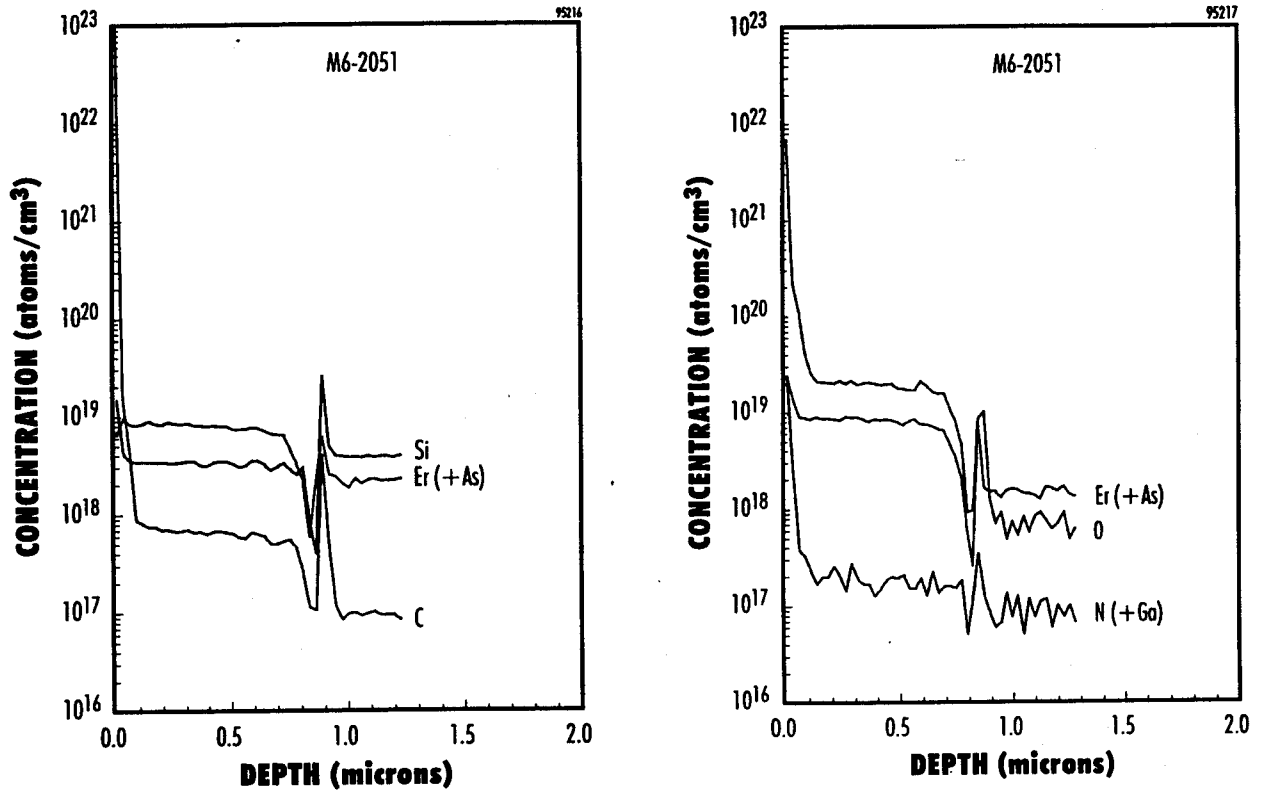 95216
M6-2051
CONCENTRATION (atoms/cm³)
10²³
10²²
10²¹
10²⁰
10¹⁹
10¹⁸
10¹⁷
10¹⁶
Si
Er (+As)
C
0.0 0.5 1.0 1.5 2.0
DEPTH (microns)
95217
M6-2051
CONCENTRATION (atoms/cm³)
10²³
10²²
10²¹
10²⁰
10¹⁹
10¹⁸
10¹⁷
10¹⁶
Er (+As)
O
N (+Ga)
0.0 0.5 1.0 1.5 2.0
DEPTH (microns)